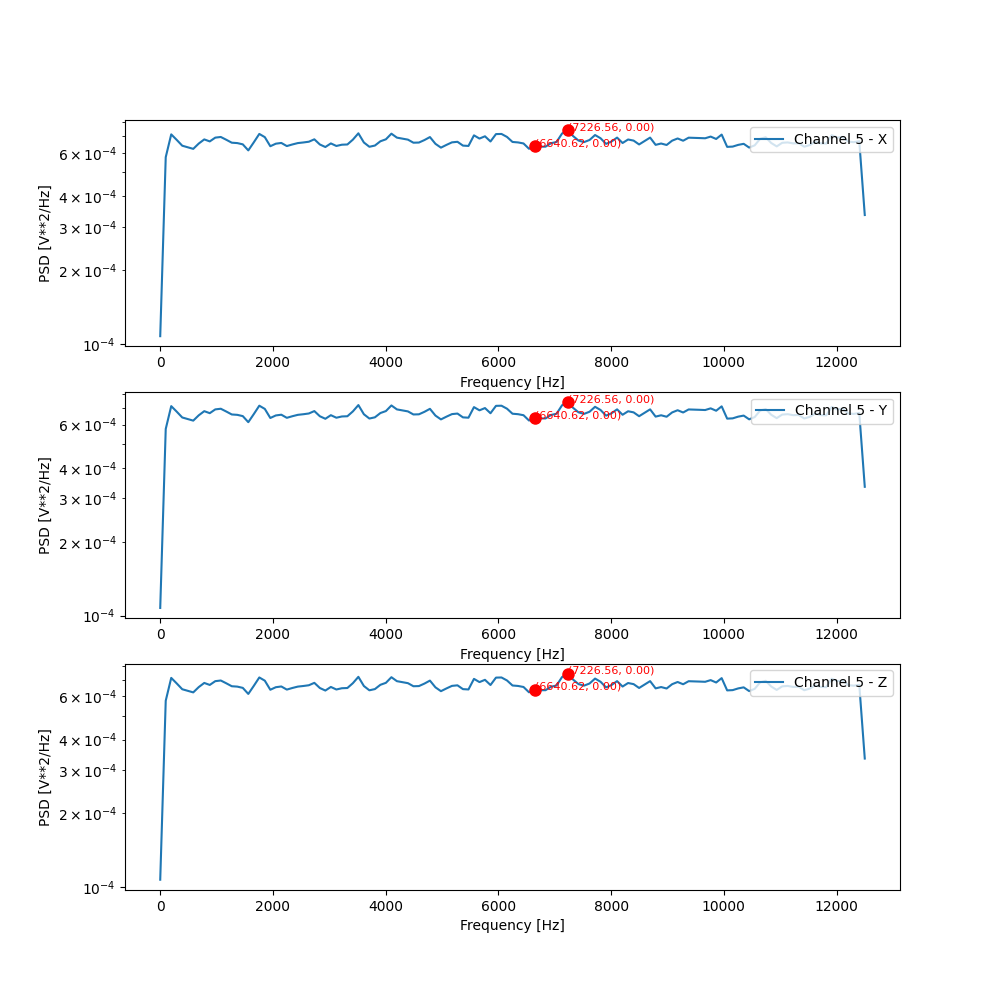 (7226.56, 0.00)
(6640.62, 0.00)
Channel 5 - X
6 × 10⁻⁴
4 × 10⁻⁴
3 × 10⁻⁴
2 × 10⁻⁴
10⁻⁴
PSD [V**2/Hz]
0 2000 4000 6000 8000 10000 12000
Frequency [Hz]
(7226.56, 0.00)
(6640.62, 0.00)
Channel 5 - Y
6 × 10⁻⁴
4 × 10⁻⁴
3 × 10⁻⁴
2 × 10⁻⁴
10⁻⁴
PSD [V**2/Hz]
0 2000 4000 6000 8000 10000 12000
Frequency [Hz]
(7226.56, 0.00)
(6640.62, 0.00)
Channel 5 - Z
6 × 10⁻⁴
4 × 10⁻⁴
3 × 10⁻⁴
2 × 10⁻⁴
10⁻⁴
PSD [V**2/Hz]
0 2000 4000 6000 8000 10000 12000
Frequency [Hz]